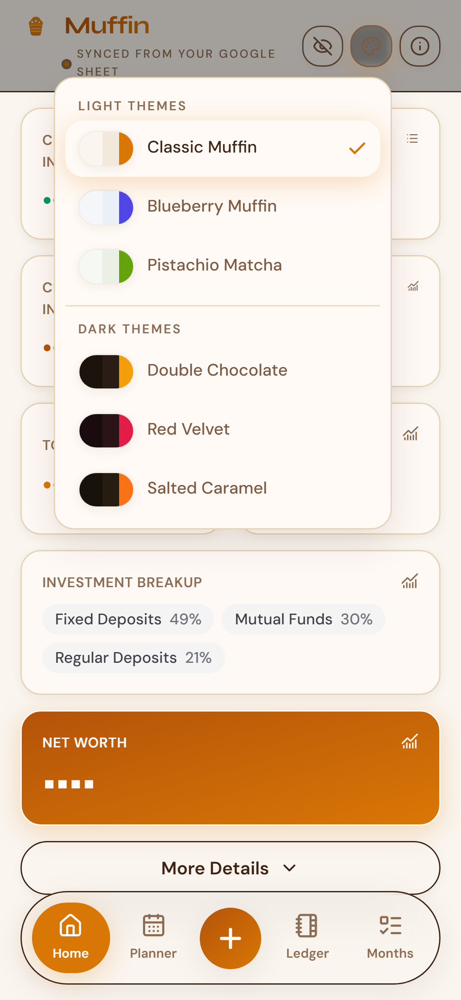 Muffin
SYNCED FROM YOUR GOOGLE
SHEET
LIGHT THEMES
Classic Muffin
Blueberry Muffin
Pistachio Matcha
DARK THEMES
Double Chocolate
Red Velvet
Salted Caramel
INVESTMENT BREAKUP
Fixed Deposits 49%
Mutual Funds 30%
Regular Deposits 21%
NET WORTH
More Details
Home
Planner
Ledger
Months